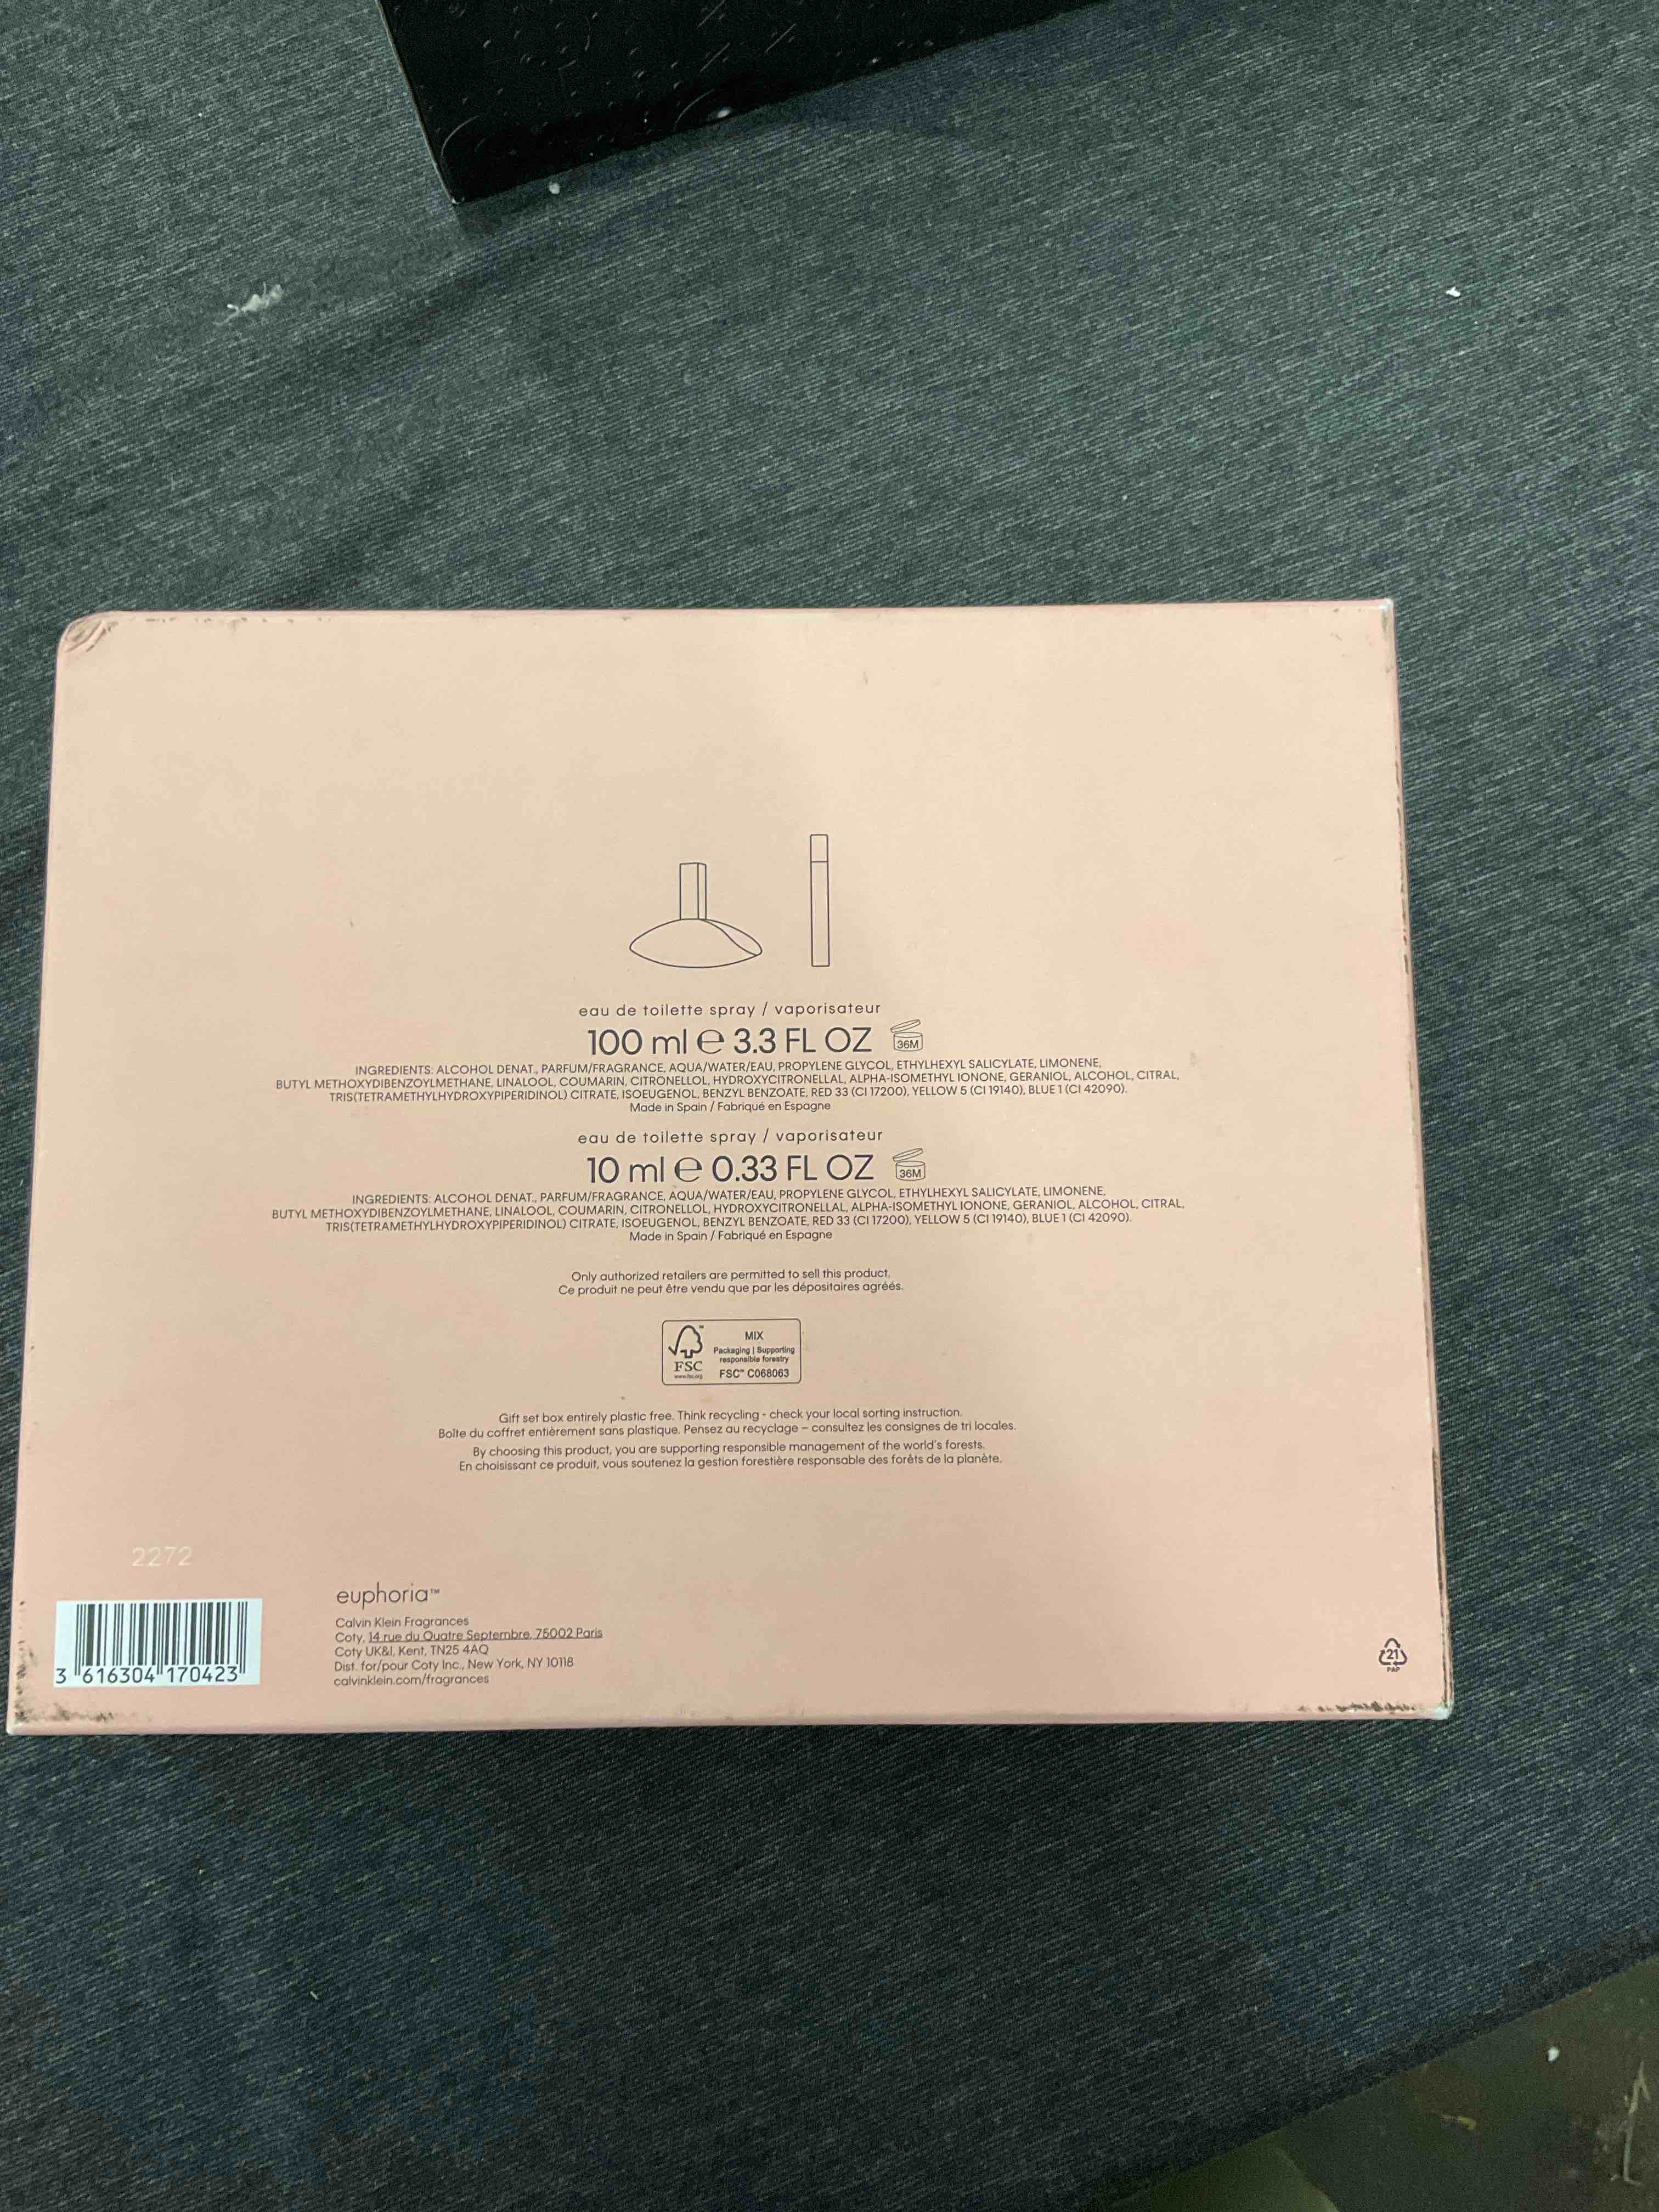 eau de toilette spray / vaporisateur
100 ml e 3.3 FL OZ 36M
INGREDIENTS: ALCOHOL DENAT., PARFUM/FRAGRANCE, AQUA/WATER/EAU, PROPYLENE GLYCOL, ETHYLHEXYL SALICYLATE, LIMONENE,
BUTYL METHOXYDIBENZOYLMETHANE, LINALOOL, COUMARIN, CITRONELLOL, HYDROXYCITRONELLAL, ALPHA-ISOMETHYL IONONE, GERANIOL, ALCOHOL, CITRAL,
TRIS(TETRAMETHYLHYDROXYPIPERIDINOL) CITRATE, ISOEUGENOL, BENZYL BENZOATE, RED 33 (CI 17200), YELLOW 5 (CI 19140), BLUE 1 (CI 42090).
Made in Spain / Fabriqué en Espagne
eau de toilette spray / vaporisateur
10 ml e 0.33 FL OZ 36M
INGREDIENTS: ALCOHOL DENAT., PARFUM/FRAGRANCE, AQUA/WATER/EAU, PROPYLENE GLYCOL, ETHYLHEXYL SALICYLATE, LIMONENE,
BUTYL METHOXYDIBENZOYLMETHANE, LINALOOL, COUMARIN, CITRONELLOL, HYDROXYCITRONELLAL, ALPHA-ISOMETHYL IONONE, GERANIOL, ALCOHOL, CITRAL,
TRIS(TETRAMETHYLHYDROXYPIPERIDINOL) CITRATE, ISOEUGENOL, BENZYL BENZOATE, RED 33 (CI 17200), YELLOW 5 (CI 19140), BLUE 1 (CI 42090).
Made in Spain / Fabriqué en Espagne
Only authorized retailers are permitted to sell this product.
Ce produit ne peut être vendu que par les dépositaires agréés.
FSC
www.fsc.org
MIX
Packaging | Supporting
responsible forestry
FSC™ C068063
Gift set box entirely plastic free. Think recycling - check your local sorting instruction.
Boîte du coffret entièrement sans plastique. Pensez au recyclage – consultez les consignes de tri locales.
By choosing this product, you are supporting responsible management of the world's forests.
En choisissant ce produit, vous soutenez la gestion forestière responsable des forêts de la planète.
2272
3 616304 170423
euphoria™
Calvin Klein Fragrances
Coty, 14 rue du Quatre Septembre, 75002 Paris
Coty UK&I, Kent, TN25 4AQ
Dist. for/pour Coty Inc., New York, NY 10118
calvinklein.com/fragrances
21
PAP